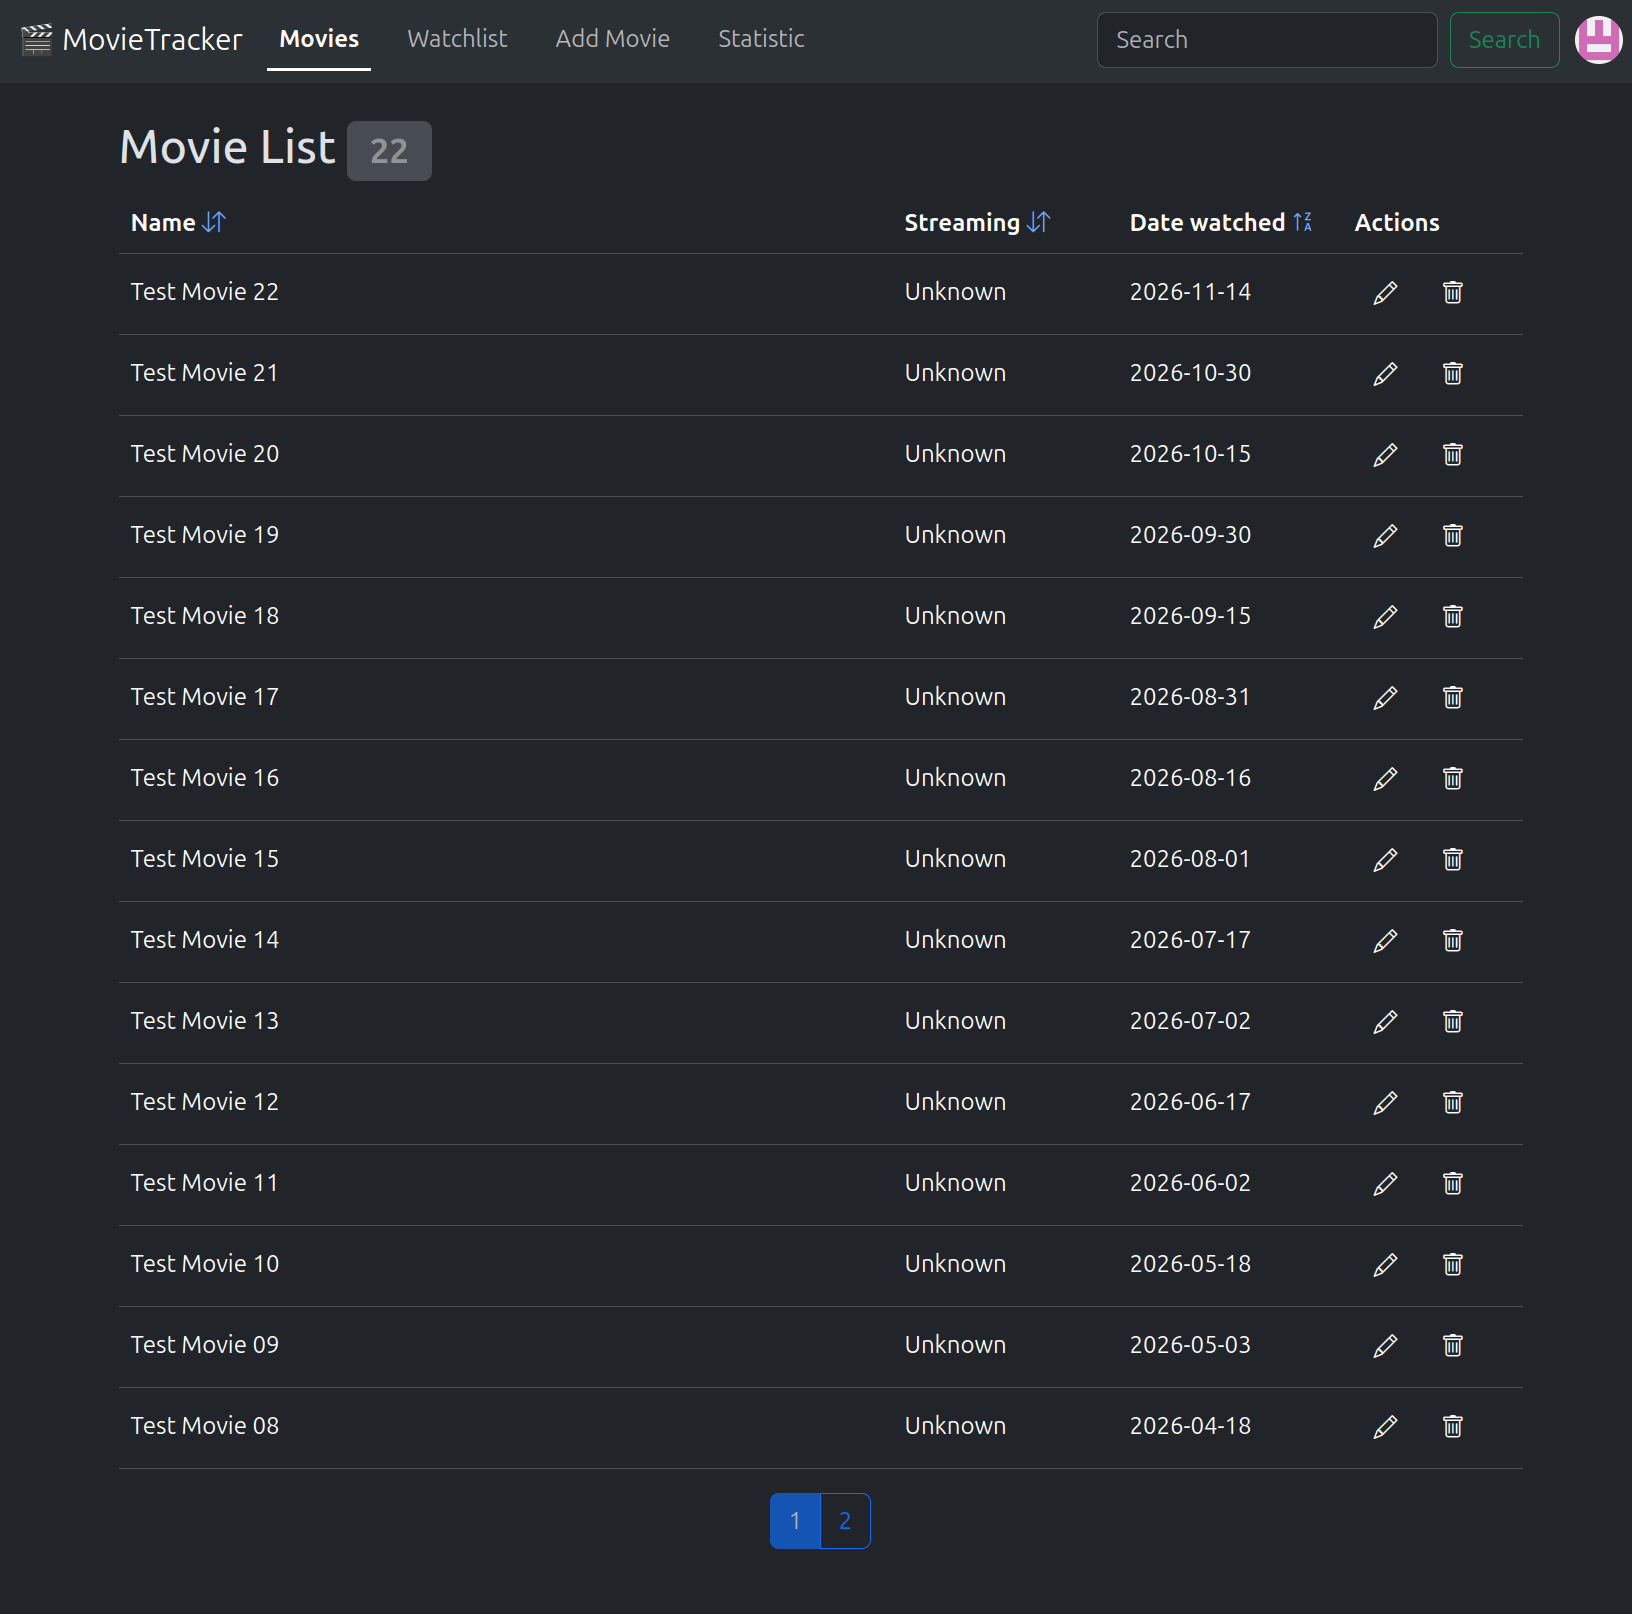 MovieTracker Movies Watchlist Add Movie Statistic Search Search
Movie List 22
Name Streaming Date watched Actions
Test Movie 22 Unknown 2026-11-14
Test Movie 21 Unknown 2026-10-30
Test Movie 20 Unknown 2026-10-15
Test Movie 19 Unknown 2026-09-30
Test Movie 18 Unknown 2026-09-15
Test Movie 17 Unknown 2026-08-31
Test Movie 16 Unknown 2026-08-16
Test Movie 15 Unknown 2026-08-01
Test Movie 14 Unknown 2026-07-17
Test Movie 13 Unknown 2026-07-02
Test Movie 12 Unknown 2026-06-17
Test Movie 11 Unknown 2026-06-02
Test Movie 10 Unknown 2026-05-18
Test Movie 09 Unknown 2026-05-03
Test Movie 08 Unknown 2026-04-18
1 2